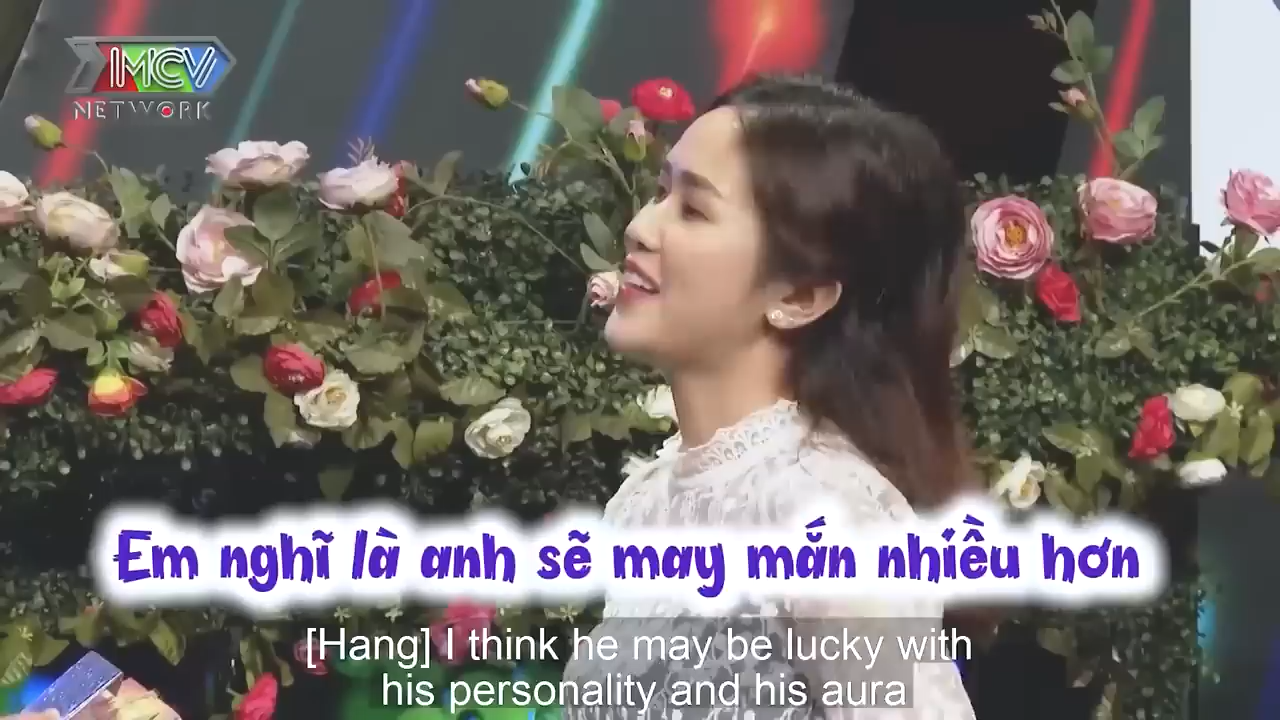 MCV
NETWORK
Em nghĩ là anh sẽ may mắn nhiều hơn
[Hang] I think he may be lucky with
his personality and his aura